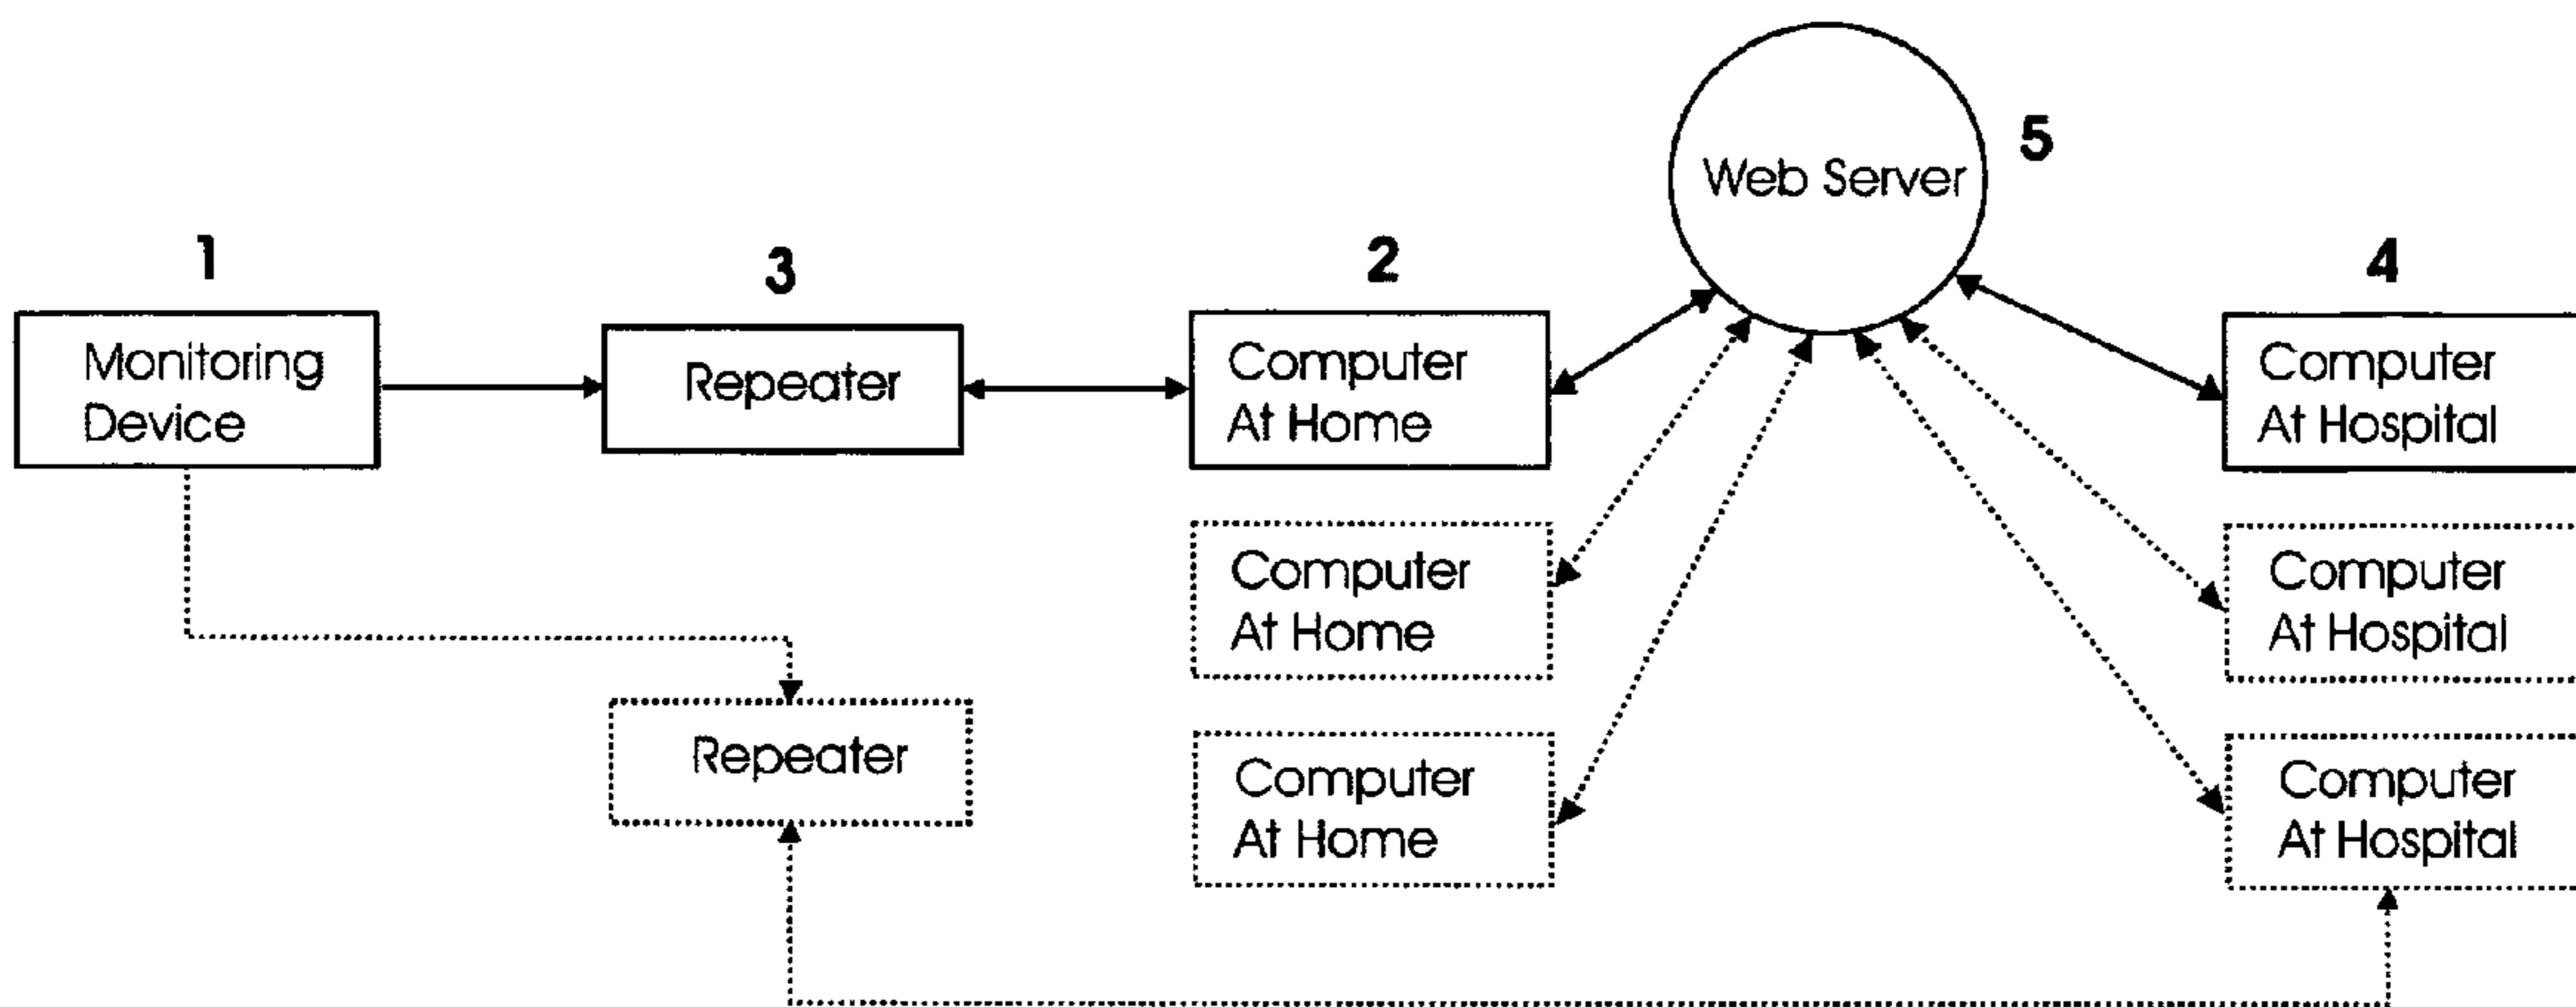 5
Web Server
1
3
2
4
Monitoring
Device
Repeater
Computer
At Home
Computer
At Hospital
Computer
At Home
Computer
At Hospital
Repeater
Computer
At Home
Computer
At Hospital